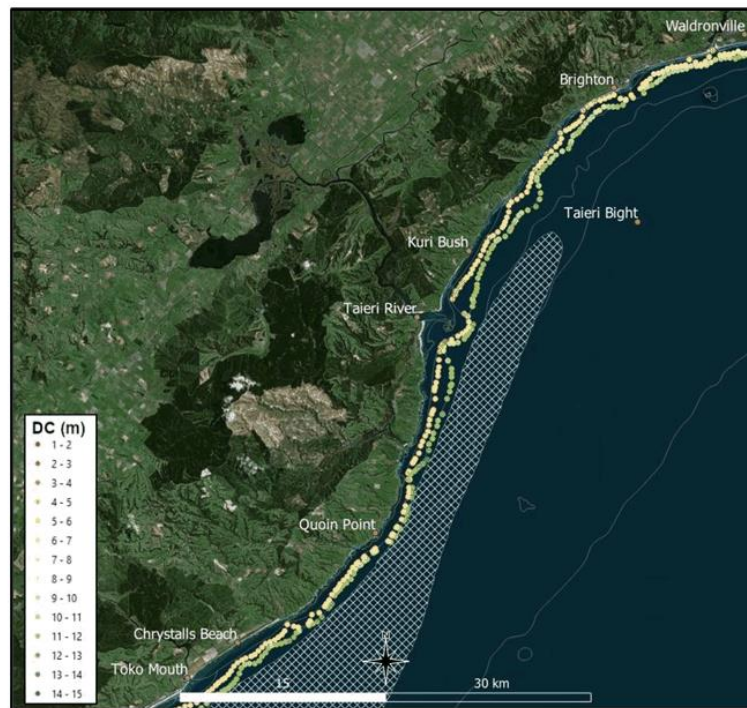 Waldronville
Brighton
Taieri Bight
Kuri Bush
Taieri River
DC (m)
1 - 2
2 - 3
3 - 4
4 - 5
5 - 6
6 - 7
7 - 8
8 - 9
9 - 10
10 - 11
11 - 12
12 - 13
13 - 14
14 - 15
Quoin Point
Chrystalls Beach
Toko Mouth
N
15
30 km